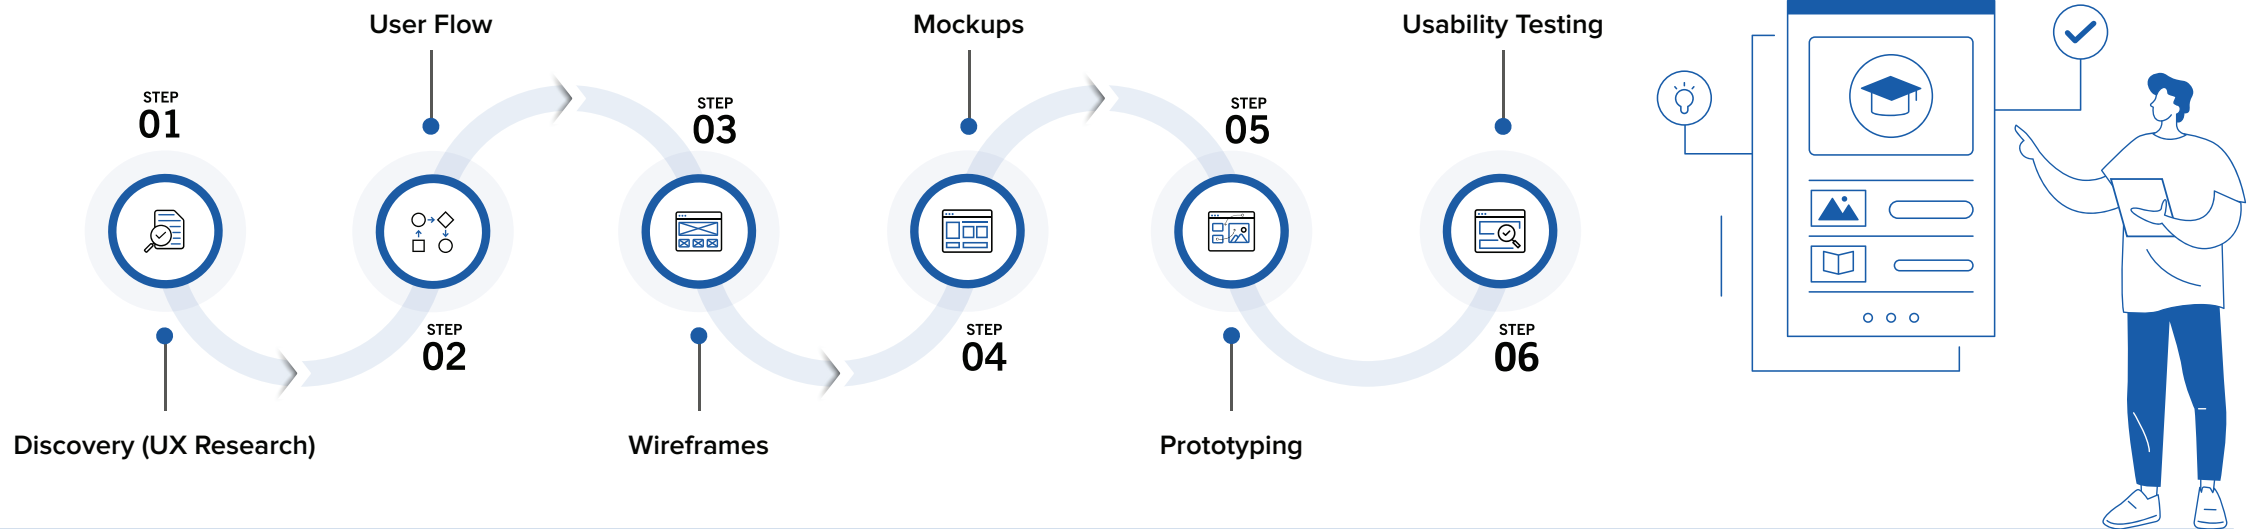 STEP
01
Discovery (UX Research)
User Flow
STEP
02
STEP
03
Wireframes
Mockups
STEP
04
STEP
05
Prototyping
Usability Testing
STEP
06